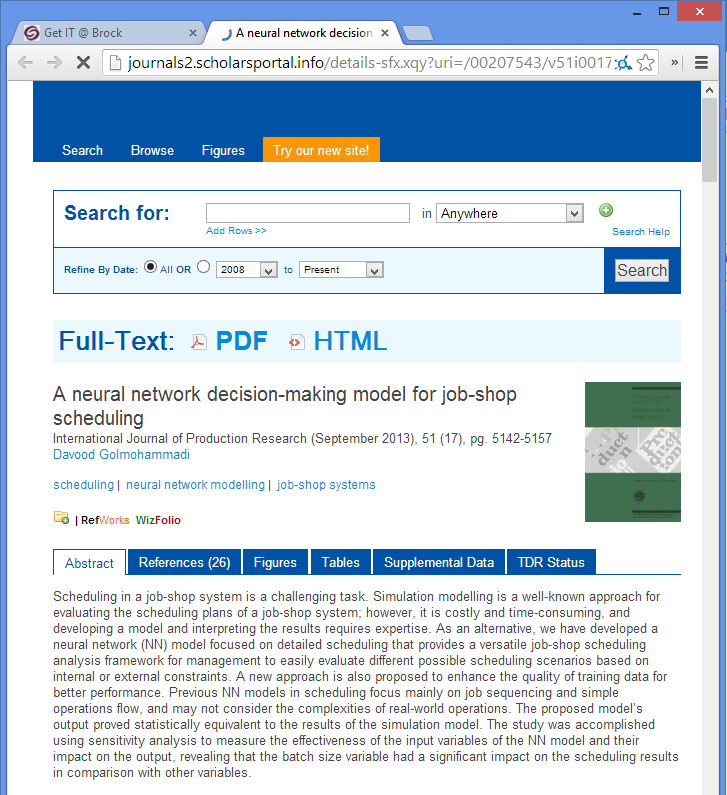 Get IT @ Brock
A neural network decision
journals2.scholarsportal.info/details-sfx.xqy?uri=/00207543/v51i0017
Search Browse Figures Try our new site!
Search for: in Anywhere
Add Rows >> Search Help
Refine By Date: All OR 2008 to Present Search
Full-Text: PDF HTML
A neural network decision-making model for job-shop
scheduling
International Journal of Production Research (September 2013), 51 (17), pg. 5142-5157
Davood Golmohammadi
scheduling | neural network modelling | job-shop systems
| RefWorks WizFolio
Abstract References (26) Figures Tables Supplemental Data TDR Status
Scheduling in a job-shop system is a challenging task. Simulation modelling is a well-known approach for
evaluating the scheduling plans of a job-shop system; however, it is costly and time-consuming, and
developing a model and interpreting the results requires expertise. As an alternative, we have developed a
neural network (NN) model focused on detailed scheduling that provides a versatile job-shop scheduling
analysis framework for management to easily evaluate different possible scheduling scenarios based on
internal or external constraints. A new approach is also proposed to enhance the quality of training data for
better performance. Previous NN models in scheduling focus mainly on job sequencing and simple
operations flow, and may not consider the complexities of real-world operations. The proposed model's
output proved statistically equivalent to the results of the simulation model. The study was accomplished
using sensitivity analysis to measure the effectiveness of the input variables of the NN model and their
impact on the output, revealing that the batch size variable had a significant impact on the scheduling results
in comparison with other variables.